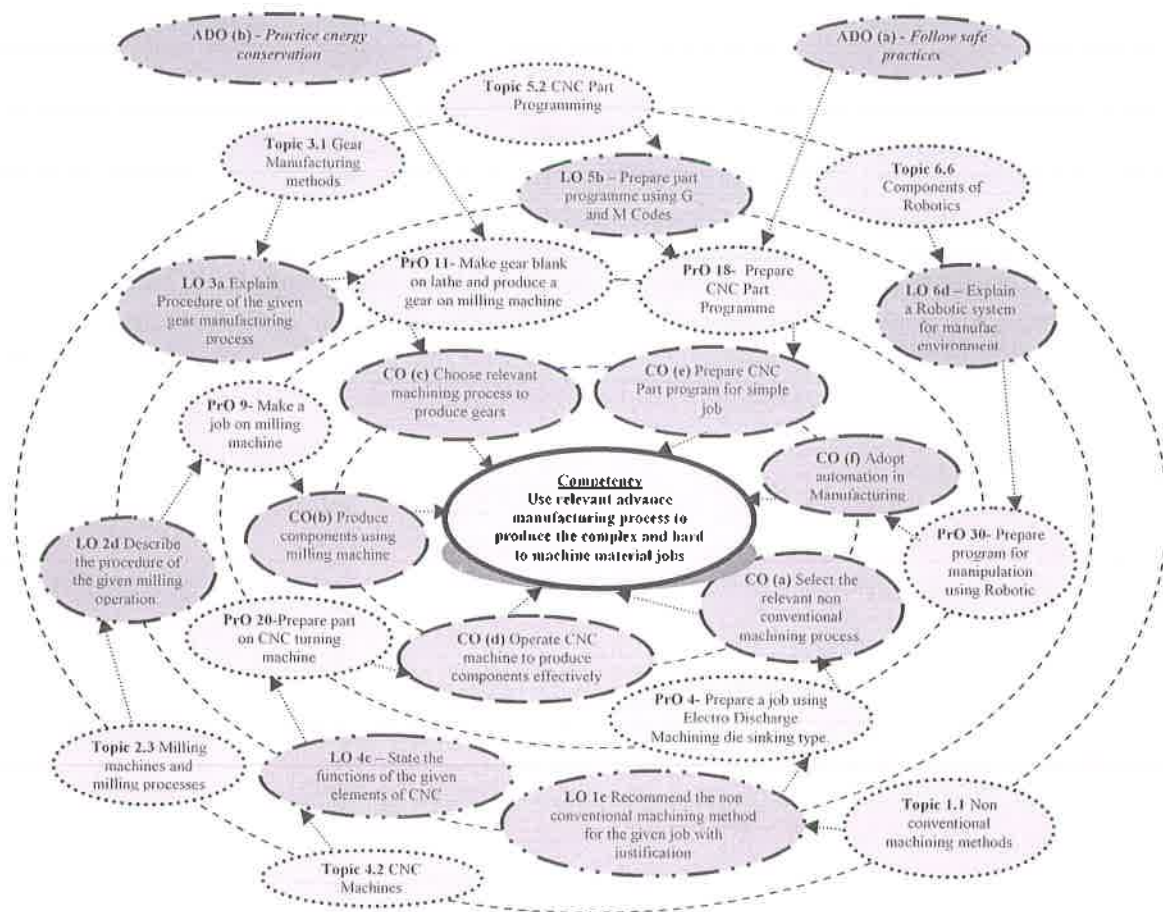 ADO (b) - Practice energy
conservation
ADO (a) - Follow safe
practices
Topic 5.2 CNC Part
Programming
Topic 3.1 Gear
Manufacturing
methods
LO 5b – Prepare part
programme using G
and M Codes
Topic 6.6
Components of
Robotics
LO 3a Explain
Procedure of the given
gear manufacturing
process
PrO 11- Make gear blank
on lathe and produce a
gear on milling machine
PrO 18- Prepare
CNC Part
Programme
LO 6d – Explain
a Robotic system
for manufac.
environment
CO (c) Choose relevant
machining process to
produce gears
CO (e) Prepare CNC
Part program for simple
job
PrO 9- Make a
job on milling
machine
CO (f) Adopt
automation in
Manufacturing
Competency
Use relevant advance
manufacturing process to
produce the complex and hard
to machine material jobs
CO(b) Produce
components using
milling machine
LO 2d Describe
the procedure of
the given milling
operation
PrO 30- Prepare
program for
manipulation
using Robotic
CO (a) Select the
relevant non
conventional
machining process
PrO 20-Prepare part
on CNC turning
machine
CO (d) Operate CNC
machine to produce
components effectively
PrO 4- Prepare a job using
Electro Discharge
Machining die sinking type.
Topic 2.3 Milling
machines and
milling processes
LO 4c – State the
functions of the given
elements of CNC
LO 1c Recommend the non
conventional machining method
for the given job with
justification
Topic 1.1 Non
conventional
machining methods
Topic 4.2 CNC
Machines